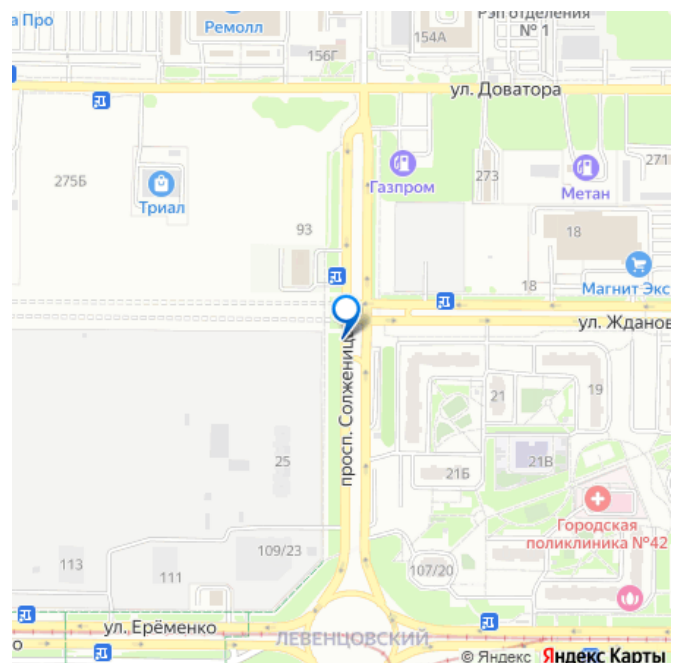 а Про
Ремолл
Рэп отделения
№ 1
154А
156Г
ул. Доватора
275Б
Триал
Газпром
273
Метан
271
93
18
18
Магнит Экс
ул. Жданов
просп. Солженица
21
19
25
21Б
21В
Городская
поликлиника №42
109/23
107/20
113
111
ул. Ерёменко
ЛЕВЕНЦОВСКИЙ
о
© Яндекс Яндекс Карты